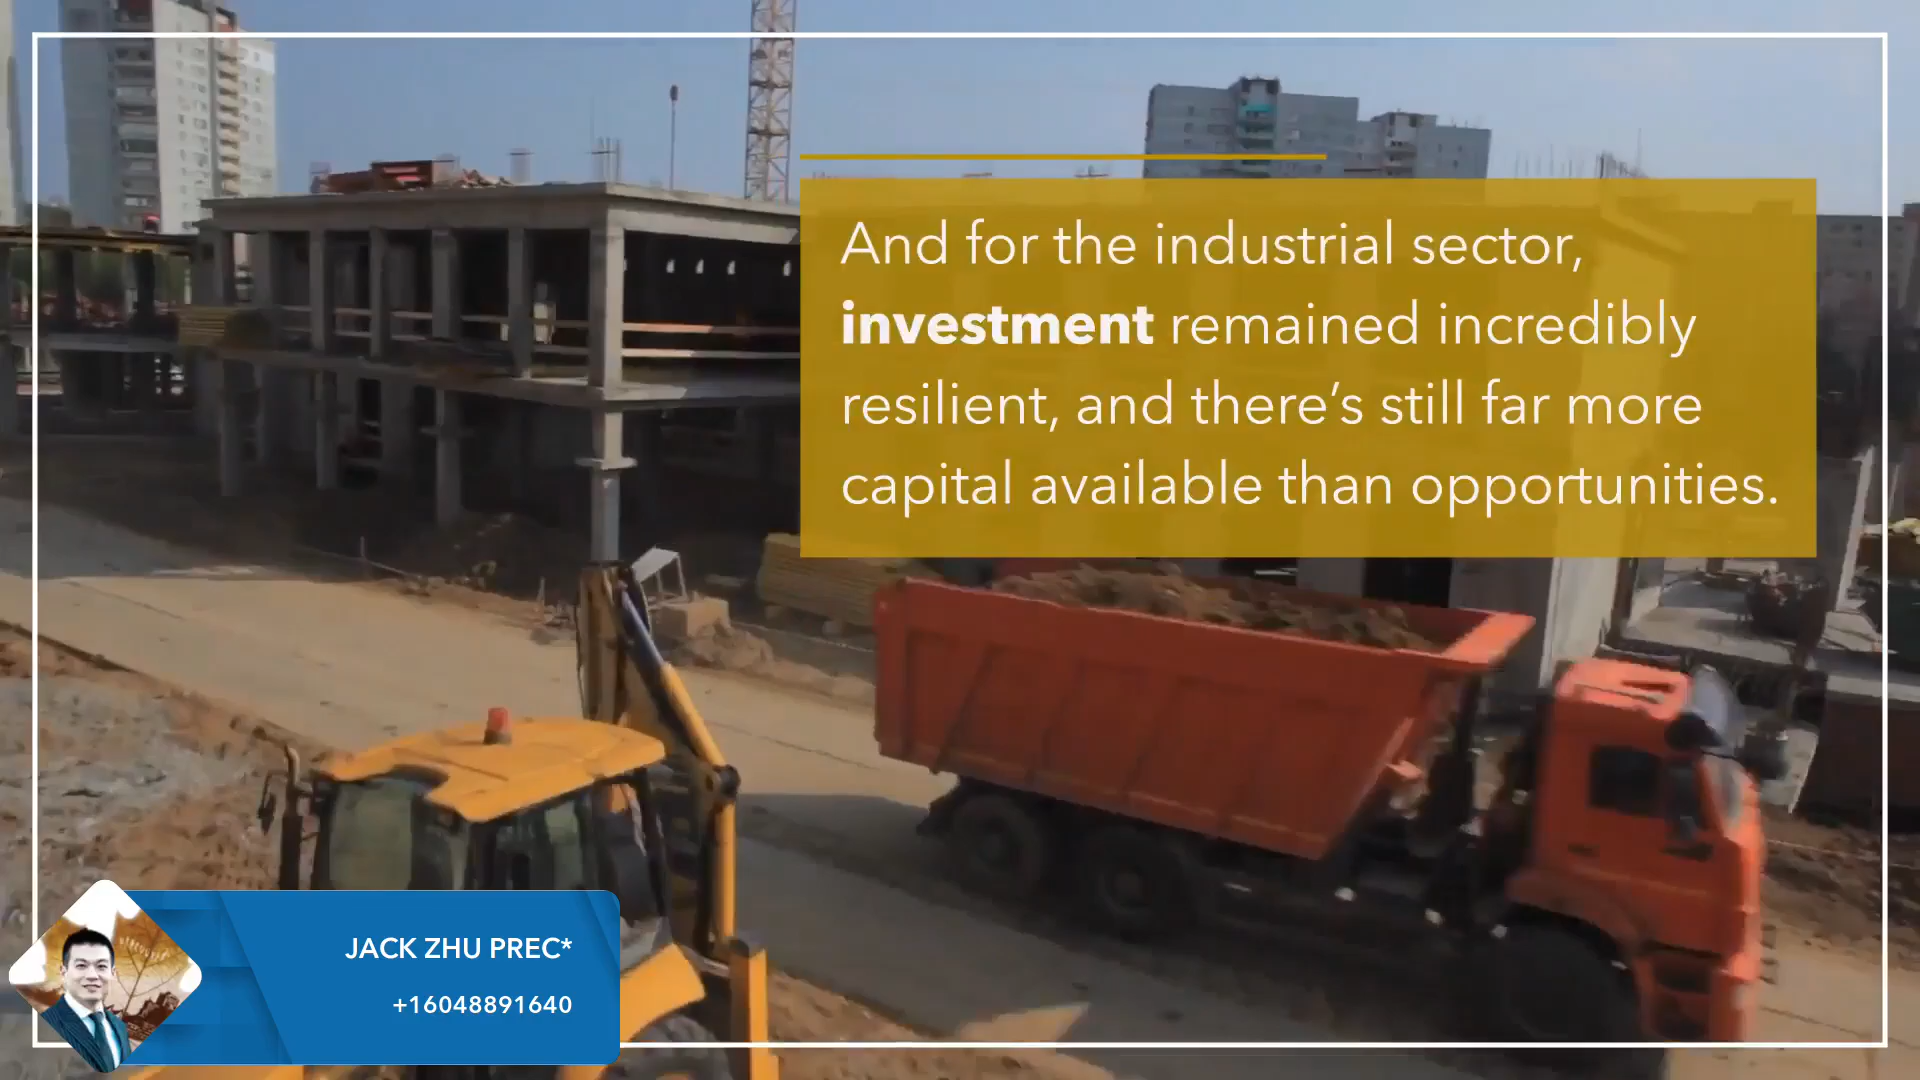 And for the industrial sector,
investment remained incredibly
resilient, and there’s still far more
capital available than opportunities.
JACK ZHU PREC*
+16048891640